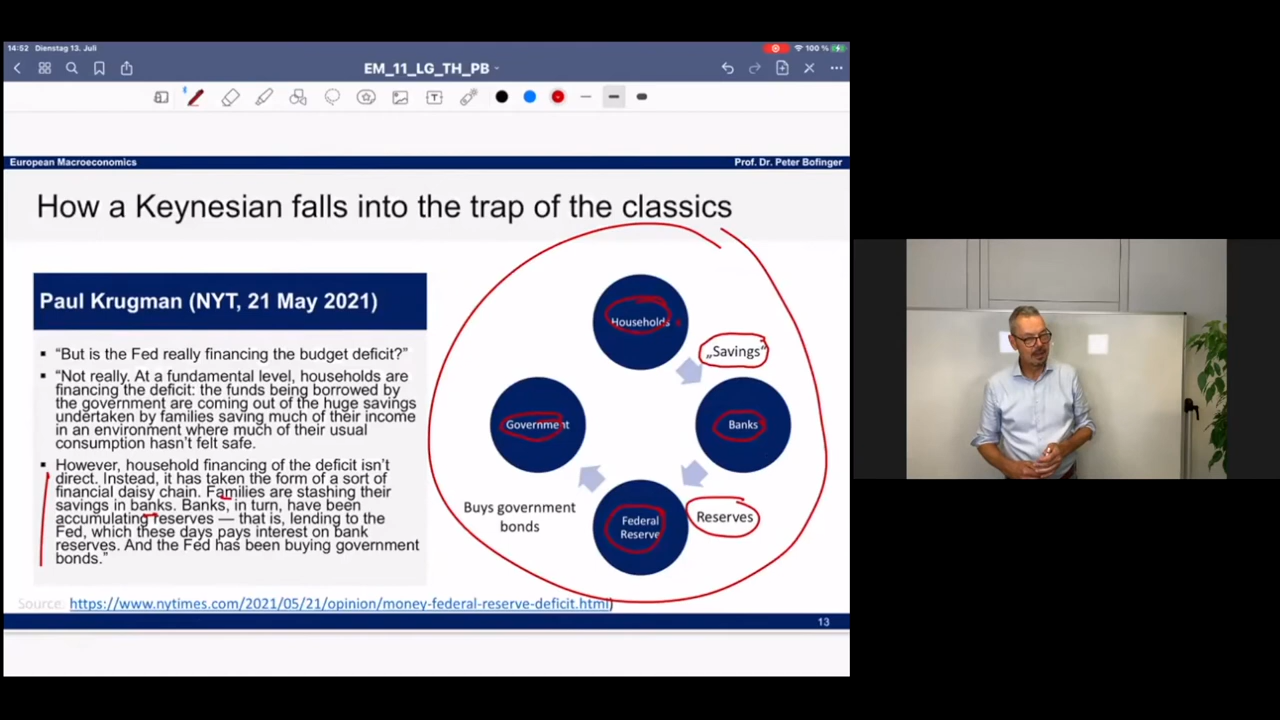 14:52 Dienstag 13. Juli
100 %
EM_11_LG_TH_PB
European Macroeconomics
Prof. Dr. Peter Bofinger
How a Keynesian falls into the trap of the classics
Paul Krugman (NYT, 21 May 2021)
▪ “But is the Fed really financing the budget deficit?”
▪ “Not really. At a fundamental level, households are
financing the deficit: the funds being borrowed by
the government are coming out of the huge savings
undertaken by families saving much of their income
in an environment where much of their usual
consumption hasn’t felt safe.
▪ However, household financing of the deficit isn’t
direct. Instead, it has taken the form of a sort of
financial daisy chain. Families are stashing their
savings in banks. Banks, in turn, have been
accumulating reserves — that is, lending to the
Fed, which these days pays interest on bank
reserves. And the Fed has been buying government
bonds.”
Households
„Savings“
Government
Banks
Buys government
bonds
Federal
Reserve
Reserves
Source: https://www.nytimes.com/2021/05/21/opinion/money-federal-reserve-deficit.html)
13